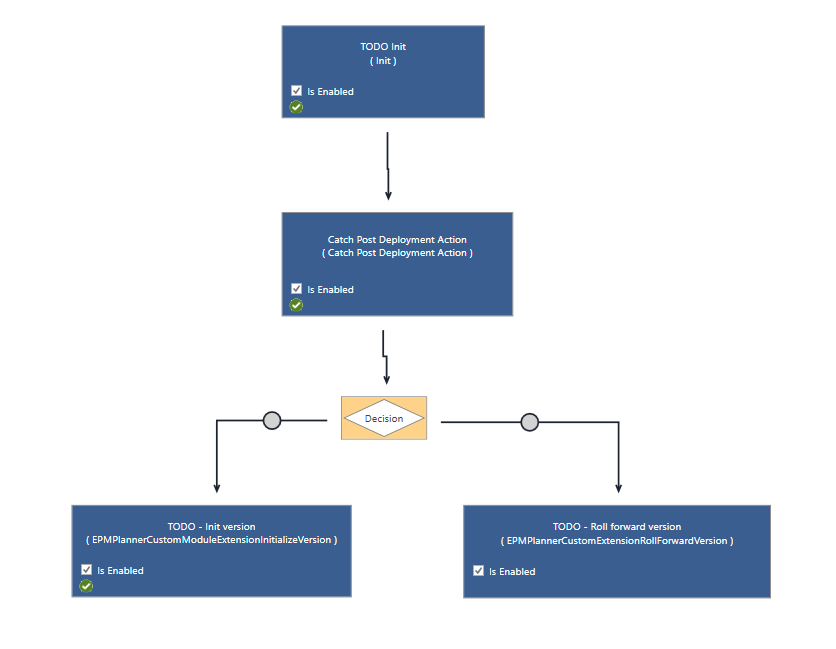 TODO Init
( Init )
Is Enabled
Catch Post Deployment Action
( Catch Post Deployment Action )
Is Enabled
Decision
TODO - Init version
( EPMPlannerCustomModuleExtensionInitializeVersion )
Is Enabled
TODO - Roll forward version
( EPMPlannerCustomExtensionRollForwardVersion )
Is Enabled